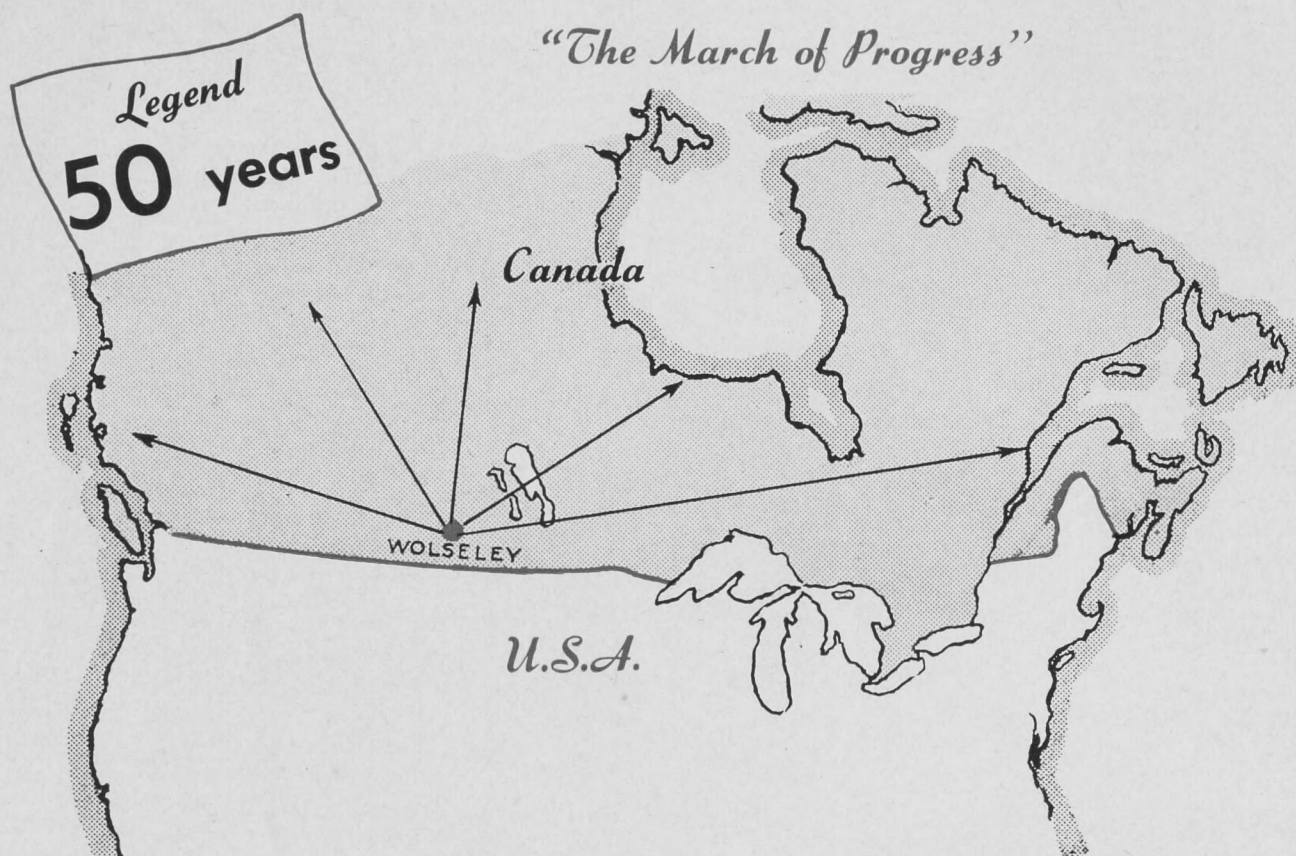 “The March of Progress”
Legend
50 years
Canada
WOLSELEY
U.S.A.